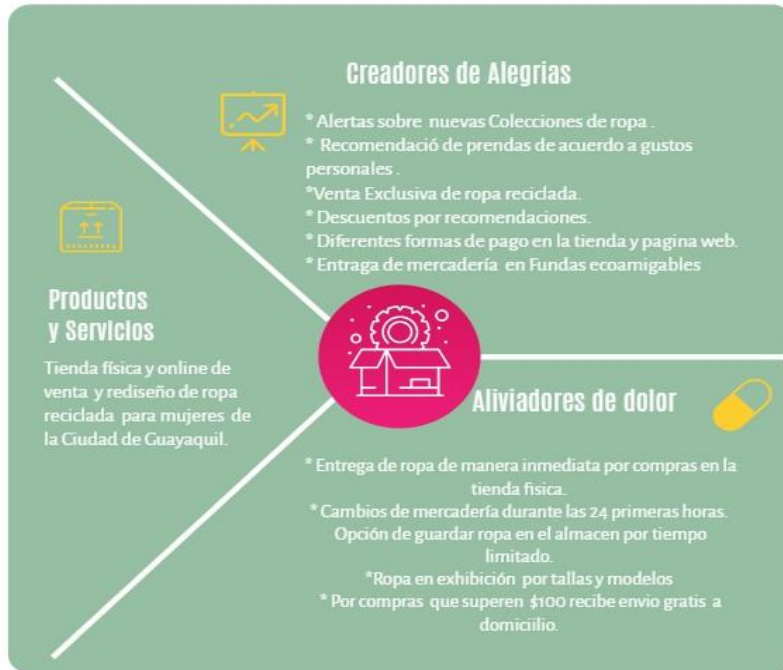 Creadores de Alegrias
* Alertas sobre nuevas Colecciones de ropa .
* Recomendació de prendas de acuerdo a gustos
personales .
*Venta Exclusiva de ropa reciclada.
* Descuentos por recomendaciones.
* Diferentes formas de pago en la tienda y pagina web.
* Entraga de mercadería en Fundas ecoamigables
Productos
y Servicios
Tienda física y online de
venta y rediseño de ropa
reciclada para mujeres de
la Ciudad de Guayaquil.
Aliviadores de dolor
* Entrega de ropa de manera inmediata por compras en la
tienda fisica.
* Cambios de mercadería durante las 24 primeras horas.
Opción de guardar ropa en el almacen por tiempo
limitado.
*Ropa en exhibición por tallas y modelos
* Por compras que superen $100 recibe envio gratis a
domiciilio.